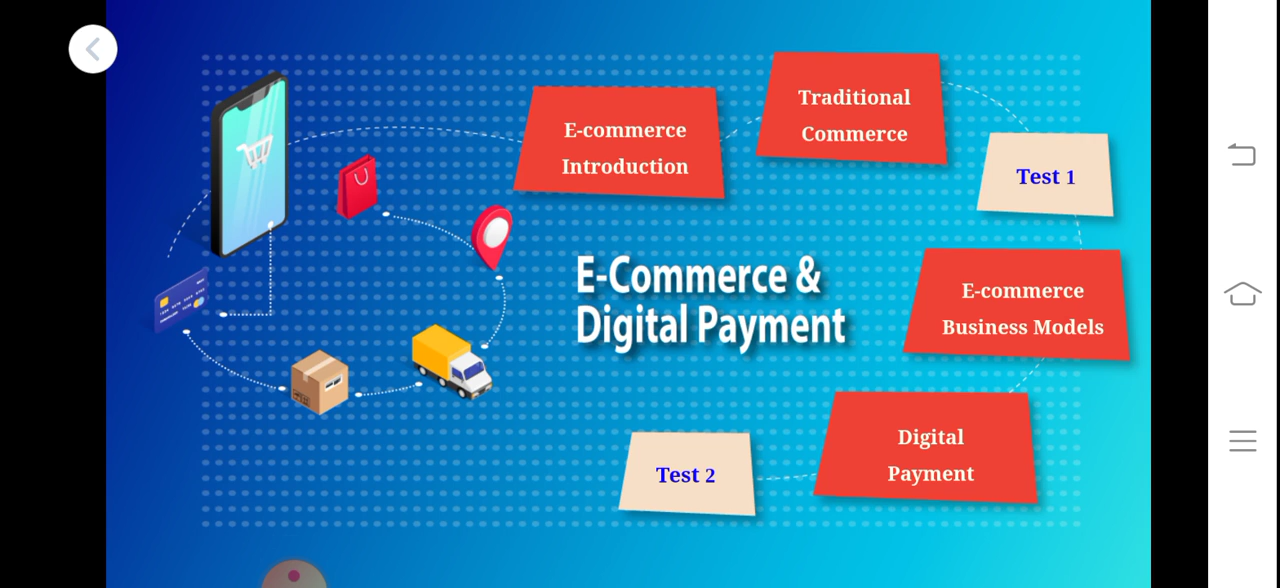 E-commerce
Introduction
Traditional
Commerce
Test 1
E-commerce
Business Models
Digital
Payment
Test 2
E-Commerce &
Digital Payment